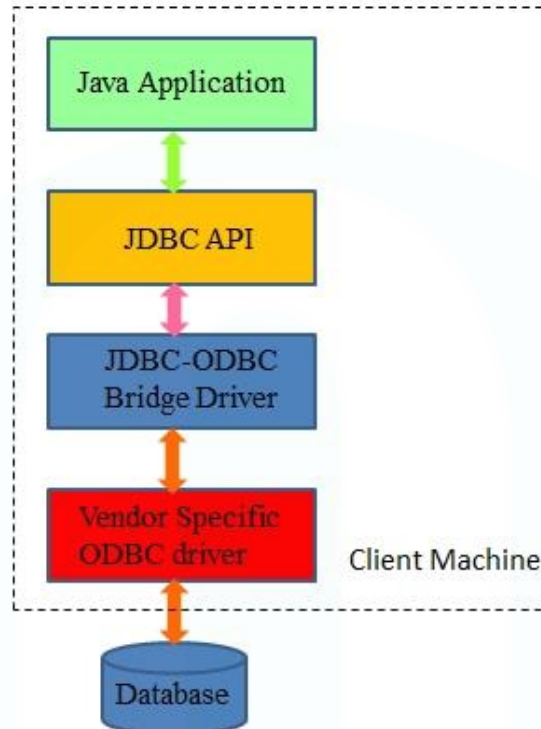 Java Application
JDBC API
JDBC-ODBC
Bridge Driver
Vendor Specific
ODBC driver
Client Machine
Database